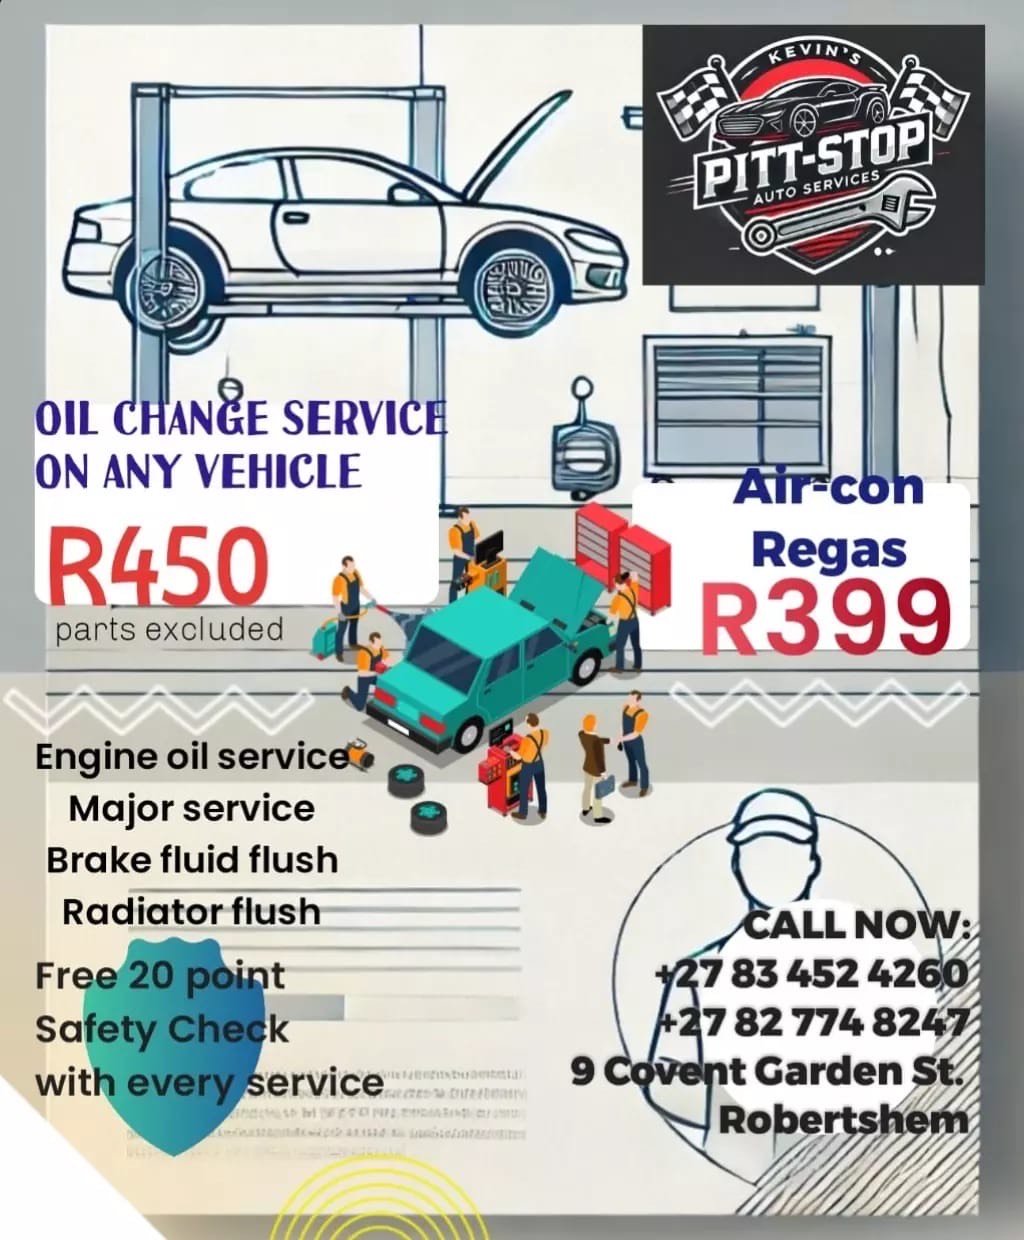 KEVIN'S
PITT-STOP
AUTO SERVICES
OIL CHANGE SERVICE
ON ANY VEHICLE
R450
parts excluded
Air-con
Regas
R399
Engine oil service
Major service
Brake fluid flush
Radiator flush
Free 20 point
Safety Check
with every service
CALL NOW:
+27 83 452 4260
+27 82 774 8247
9 Covent Garden St.
Robertshem